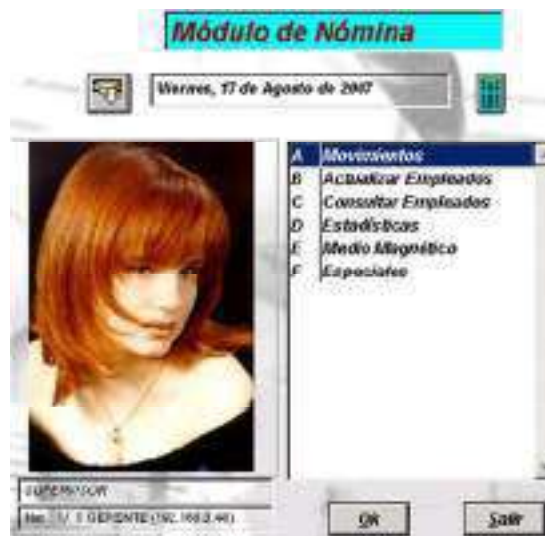 Módulo de Nómina
Viernes, 17 de Agosto de 2007
A Movimientos
B Actualizar Empleados
C Consultar Empleados
D Estadísticas
E Medio Magnético
F Especiales
SUPERVISOR
GERENTE
Ok
Salir